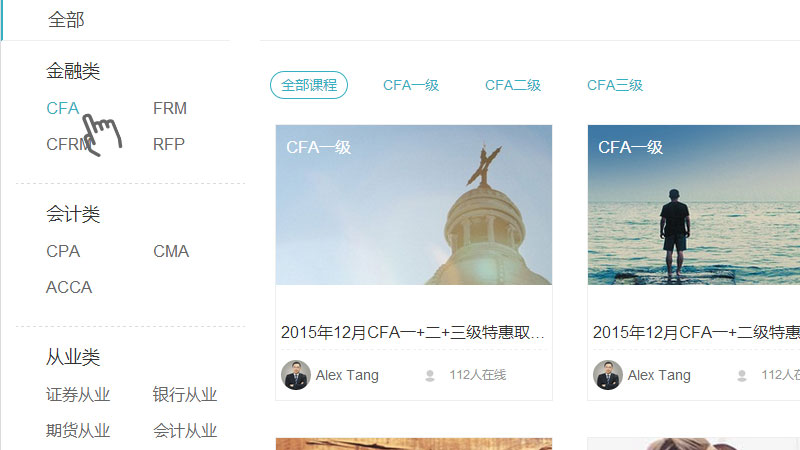 全部
金融类
CFA FRM
CFRM RFP
会计类
CPA CMA
ACCA
从业类
证券从业 银行从业
期货从业 会计从业
全部课程 CFA一级 CFA二级 CFA三级
CFA一级
2015年12月CFA一+二+三级特惠取...
Alex Tang 112人在线
CFA一级
2015年12月CFA一+二级特惠
Alex Tang 112人在